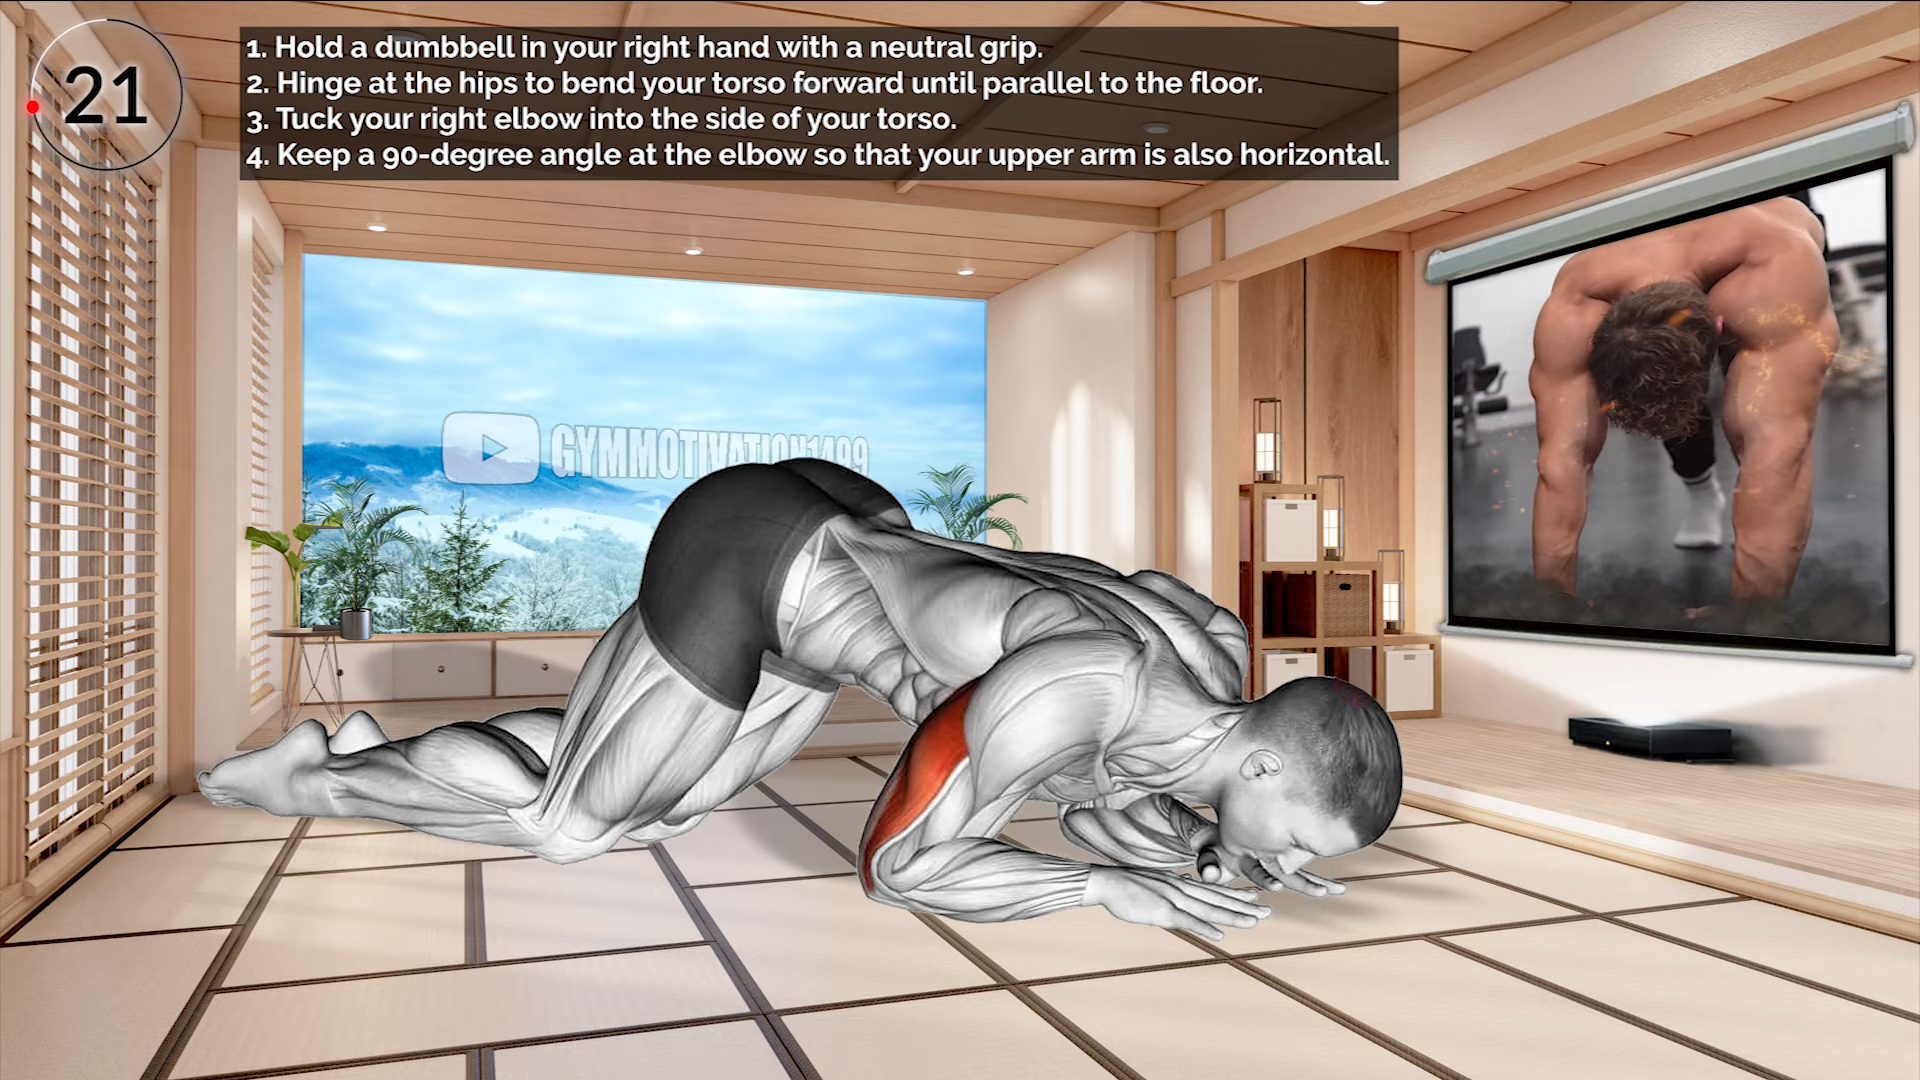 21
1. Hold a dumbbell in your right hand with a neutral grip.
2. Hinge at the hips to bend your torso forward until parallel to the floor.
3. Tuck your right elbow into the side of your torso.
4. Keep a 90-degree angle at the elbow so that your upper arm is also horizontal.
GYMMOTIVATION1499